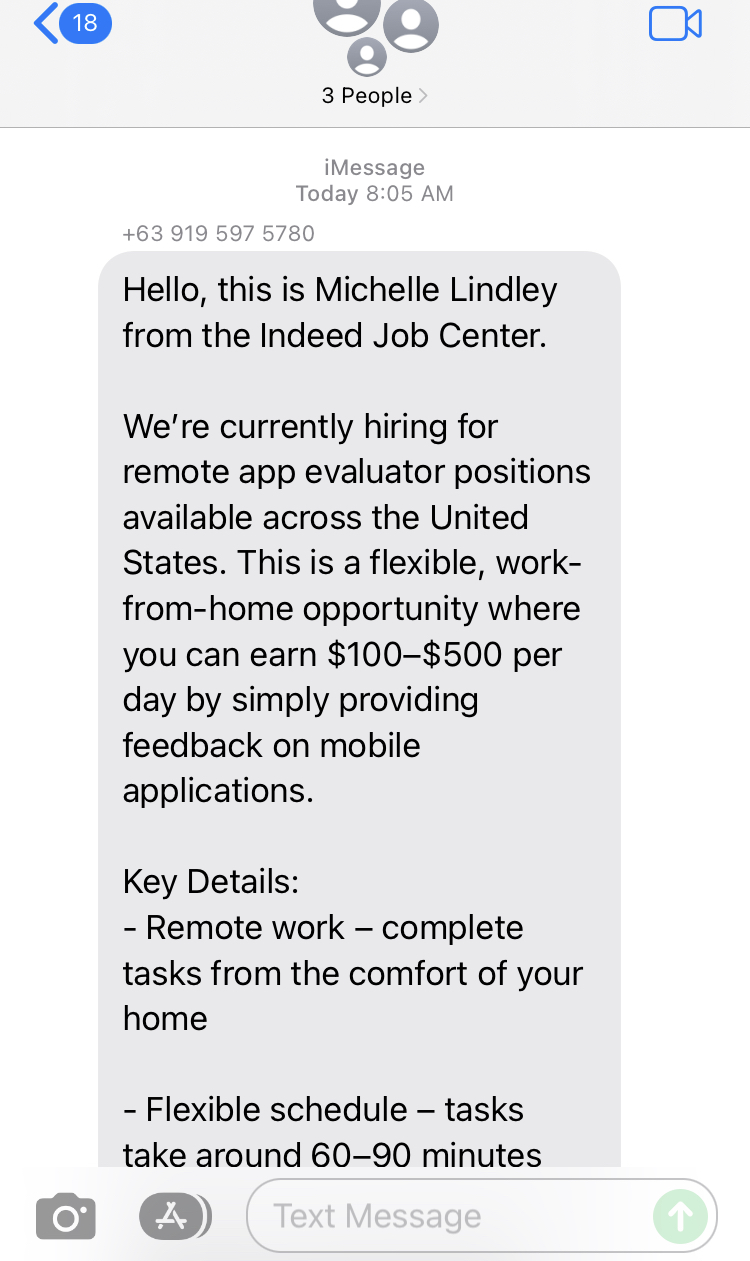 18
3 People
iMessage
Today 8:05 AM
+63 919 597 5780
Hello, this is Michelle Lindley
from the Indeed Job Center.
We're currently hiring for
remote app evaluator positions
available across the United
States. This is a flexible, work-
from-home opportunity where
you can earn $100–$500 per
day by simply providing
feedback on mobile
applications.
Key Details:
- Remote work – complete
tasks from the comfort of your
home
- Flexible schedule – tasks
take around 60–90 minutes
Text Message